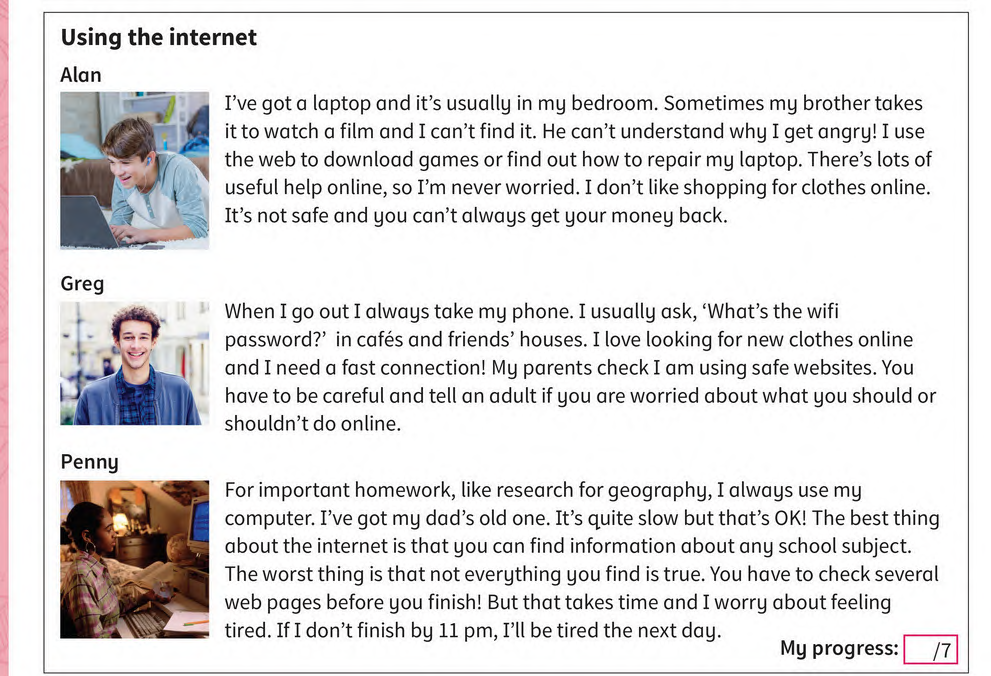 Using the internet
Alan
I've got a laptop and it's usually in my bedroom. Sometimes my brother takes
it to watch a film and I can't find it. He can't understand why I get angry! I use
the web to download games or find out how to repair my laptop. There's lots of
useful help online, so I'm never worried. I don't like shopping for clothes online.
It's not safe and you can't always get your money back.
Greg
When I go out I always take my phone. I usually ask, ‘What's the wifi
password?’ in cafés and friends' houses. I love looking for new clothes online
and I need a fast connection! My parents check I am using safe websites. You
have to be careful and tell an adult if you are worried about what you should or
shouldn't do online.
Penny
For important homework, like research for geography, I always use my
computer. I've got my dad's old one. It's quite slow but that's OK! The best thing
about the internet is that you can find information about any school subject.
The worst thing is that not everything you find is true. You have to check several
web pages before you finish! But that takes time and I worry about feeling
tired. If I don't finish by 11 pm, I'll be tired the next day.
My progress: /7